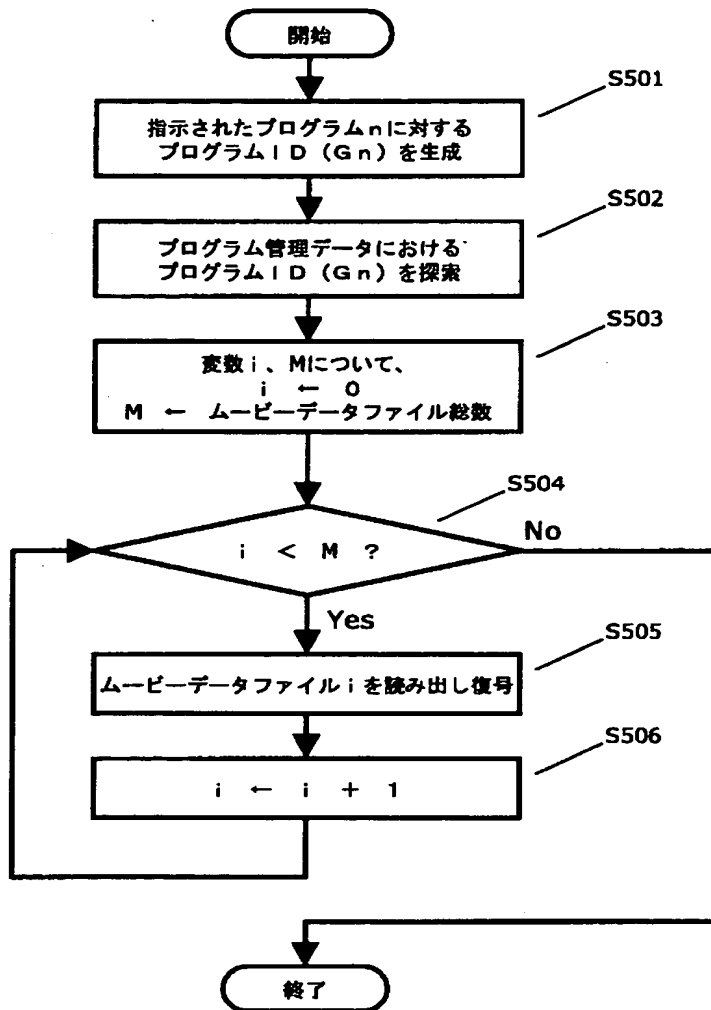 開始
S501
指示されたプログラムnに対する
プログラムID(Gn)を生成
S502
プログラム管理データにおける
プログラムID(Gn)を探索
S503
変数i、Mについて、
i ← 0
M ← ムービーデータファイル総数
S504
i < M ?
No
Yes
S505
ムービーデータファイルiを読み出し復号
S506
i ← i + 1
終了